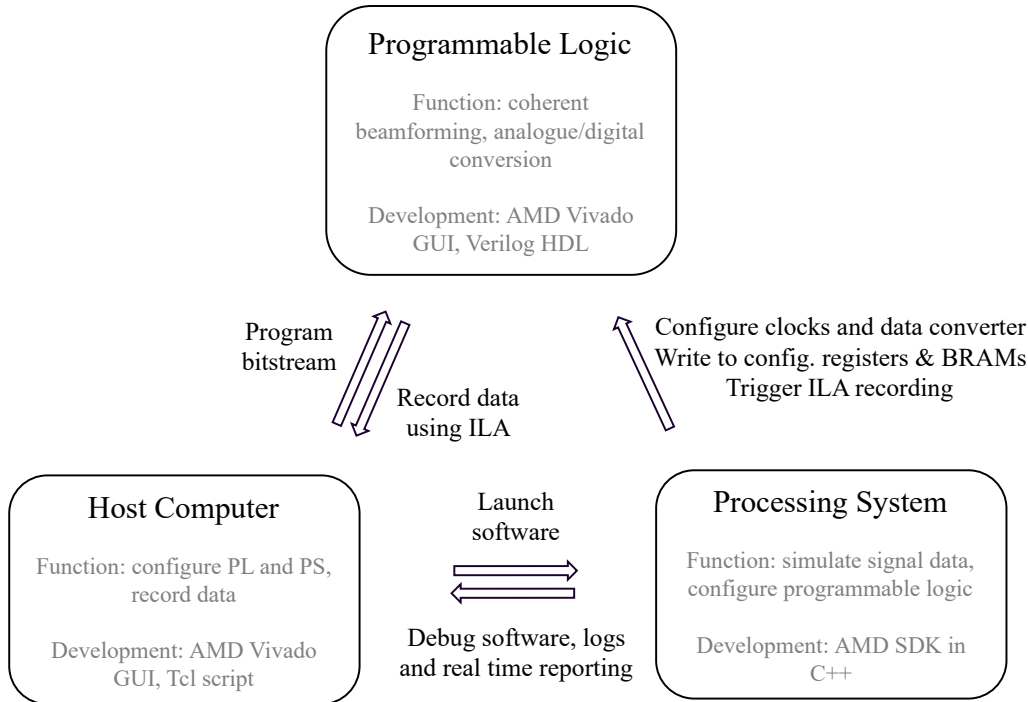 Programmable Logic
Function: coherent
beamforming, analogue/digital
conversion
Development: AMD Vivado
GUI, Verilog HDL
Program
bitstream
Record data
using ILA
Configure clocks and data converter
Write to config. registers & BRAMs
Trigger ILA recording
Host Computer
Function: configure PL and PS,
record data
Development: AMD Vivado
GUI, Tcl script
Launch
software
Debug software, logs
and real time reporting
Processing System
Function: simulate signal data,
configure programmable logic
Development: AMD SDK in
C++